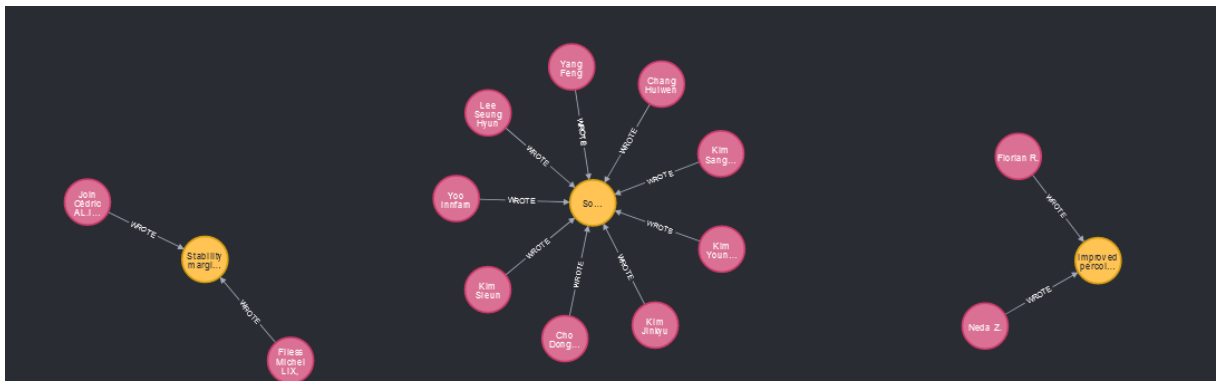 Join
Cédric
AL.I...
WROTE
Stability
margi...
WROTE
Fliess
Michel
LIX,
Yang
Feng
WROTE
Chang
Huiwen
WROTE
Lee
Seung
Hyun
WROTE
Kim
Sang...
WROTE
Yoo
Innfam
WROTE
So...
Kim
Youn...
WROTE
Kim
Sieun
WROTE
Cho
Dong...
WROTE
Kim
Jinkyu
WROTE
Florian R.
WROTE
Improved
percol...
Neda Z.
WROTE